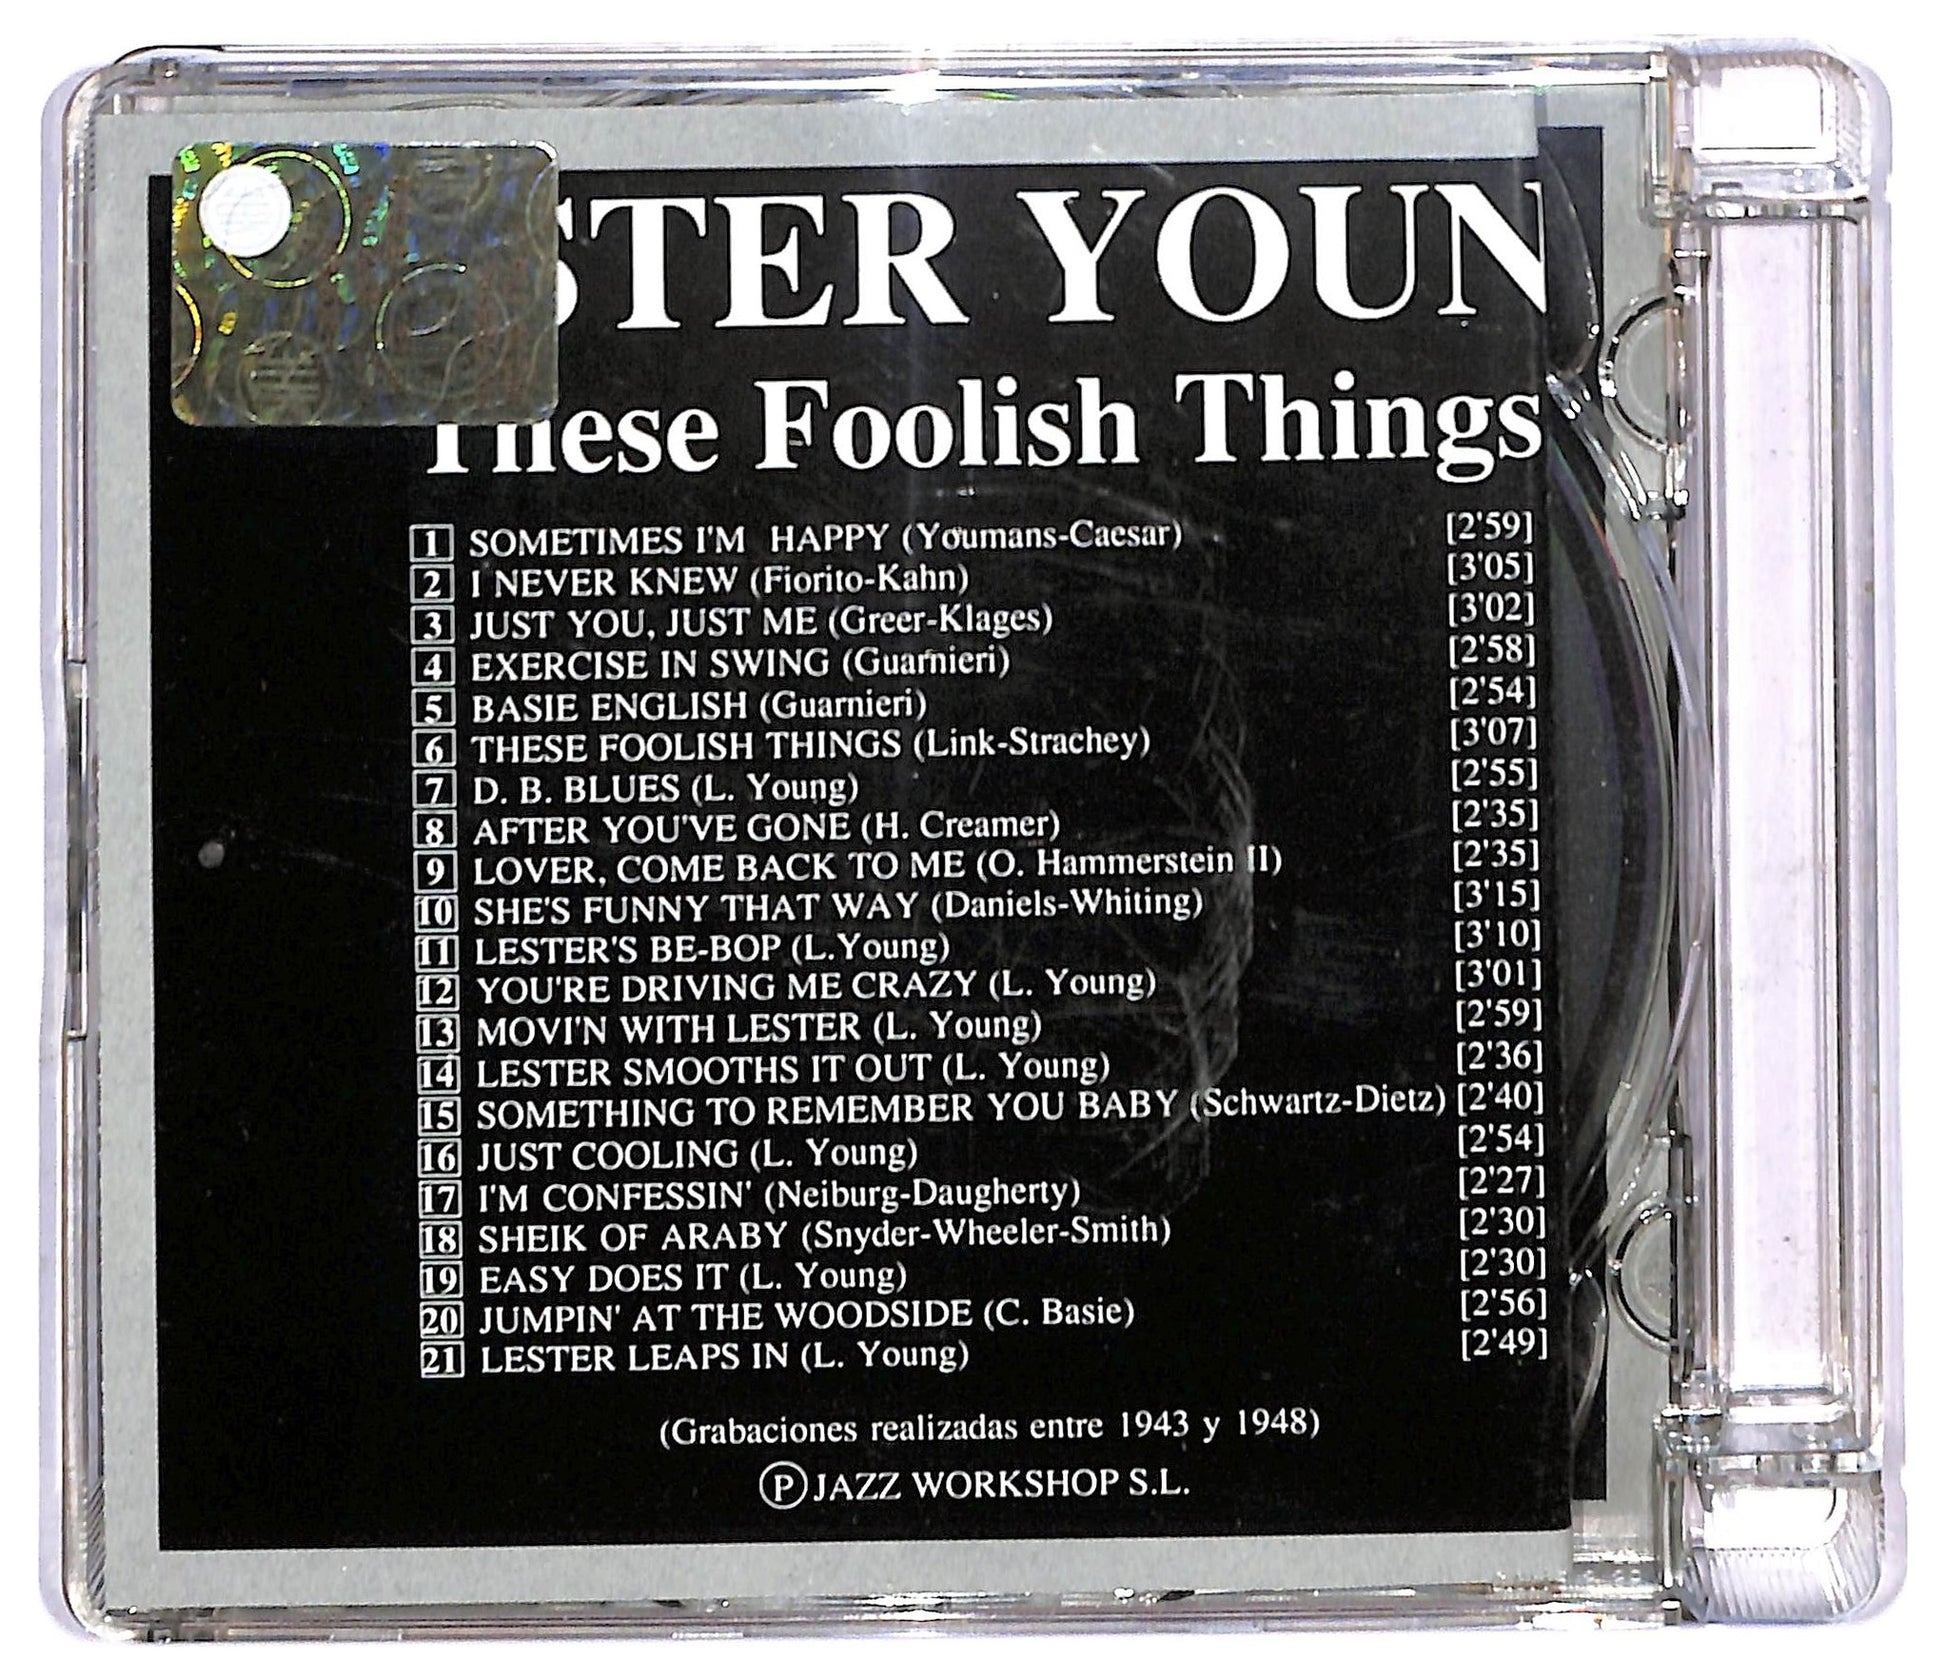 STER YOUN
These Foolish Things
1 SOMETIMES I'M HAPPY (Youmans-Caesar) [2'59]
2 I NEVER KNEW (Fiorito-Kahn) [3'05]
3 JUST YOU, JUST ME (Greer-Klages) [3'02]
4 EXERCISE IN SWING (Guarnieri) [2'58]
5 BASIE ENGLISH (Guarnieri) [2'54]
6 THESE FOOLISH THINGS (Link-Strachey) [3'07]
7 D. B. BLUES (L. Young) [2'55]
8 AFTER YOU'VE GONE (H. Creamer) [2'35]
9 LOVER, COME BACK TO ME (O. Hammerstein II) [2'35]
10 SHE'S FUNNY THAT WAY (Daniels-Whiting) [3'15]
11 LESTER'S BE-BOP (L.Young) [3'10]
12 YOU'RE DRIVING ME CRAZY (L. Young) [3'01]
13 MOVI'N WITH LESTER (L. Young) [2'59]
14 LESTER SMOOTHS IT OUT (L. Young) [2'36]
15 SOMETHING TO REMEMBER YOU BABY (Schwartz-Dietz) [2'40]
16 JUST COOLING (L. Young) [2'54]
17 I'M CONFESSIN' (Neiburg-Daugherty) [2'27]
18 SHEIK OF ARABY (Snyder-Wheeler-Smith) [2'30]
19 EASY DOES IT (L. Young) [2'30]
20 JUMPIN' AT THE WOODSIDE (C. Basie) [2'56]
21 LESTER LEAPS IN (L. Young) [2'49]
(Grabaciones realizadas entre 1943 y 1948)
Ⓟ JAZZ WORKSHOP S.L.